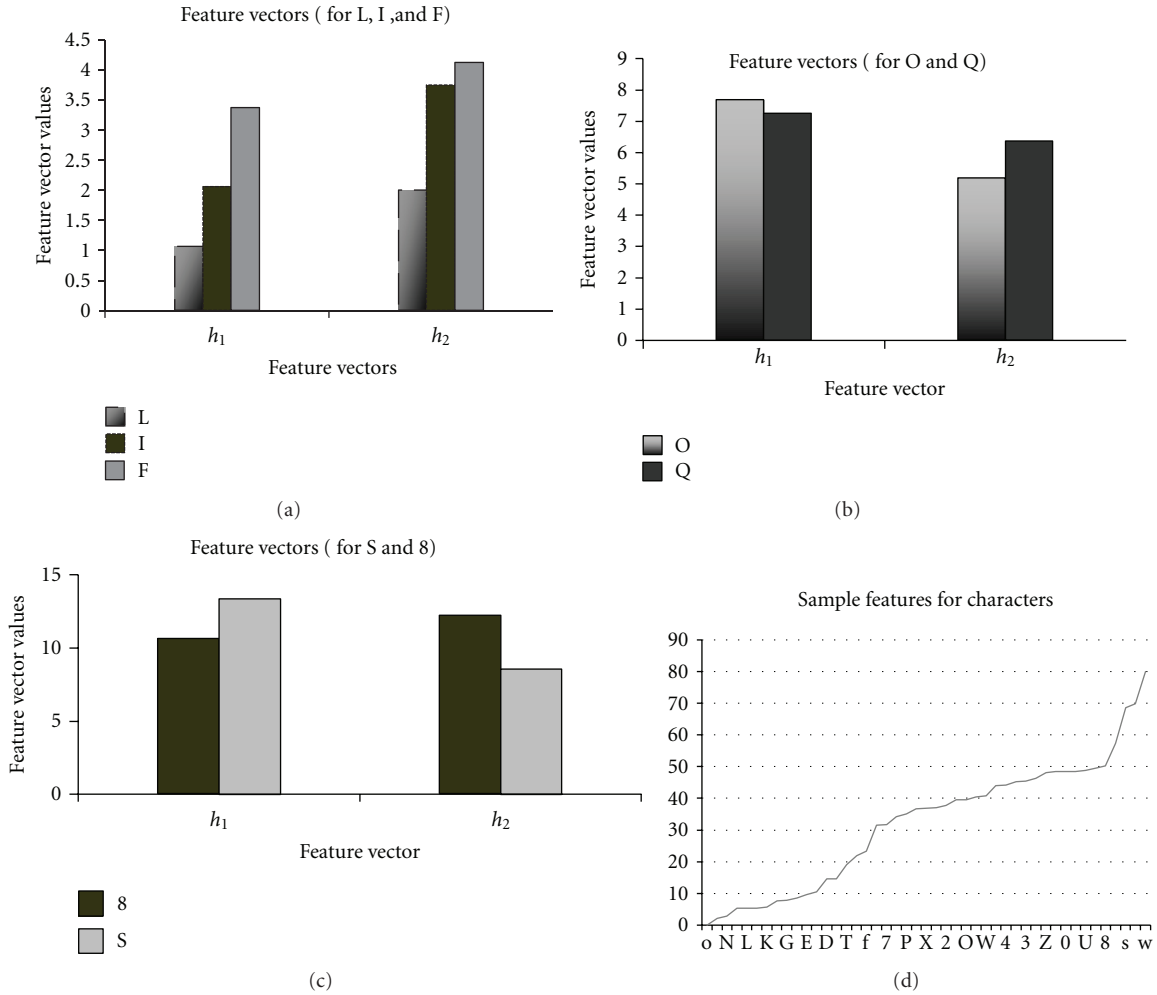 Feature vectors ( for L, I ,and F)
4.5
4
3.5
3
2.5
2
1.5
1
0.5
0
Feature vector values
h1
h2
Feature vectors
L
I
F
(a)
Feature vectors ( for O and Q)
9
8
7
6
5
4
3
2
1
0
Feature vector values
h1
h2
Feature vector
O
Q
(b)
Feature vectors ( for S and 8)
15
10
5
0
Feature vector values
h1
h2
Feature vector
8
S
(c)
Sample features for characters
90
80
70
60
50
40
30
20
10
0
o N L K G E D T f 7 P X 2 O W 4 3 Z 0 U 8 s w
(d)